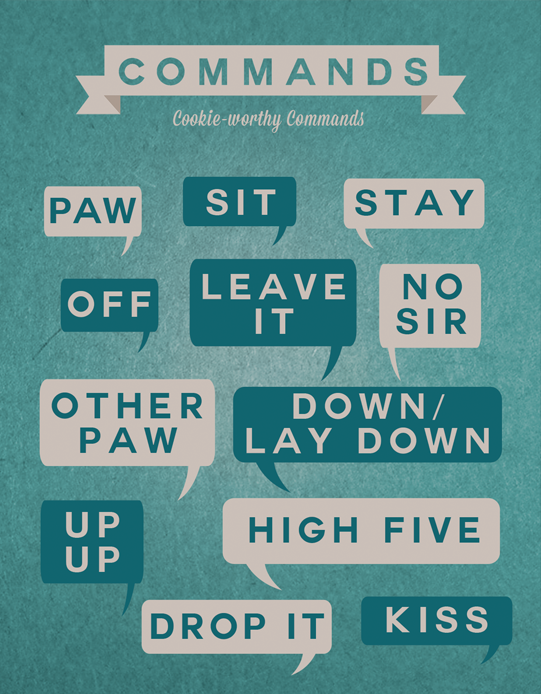 COMMANDS
Cookie-worthy Commands
PAW
SIT
STAY
OFF
LEAVE
IT
NO
SIR
OTHER
PAW
DOWN/
LAY DOWN
UP
UP
HIGH FIVE
DROP IT
KISS